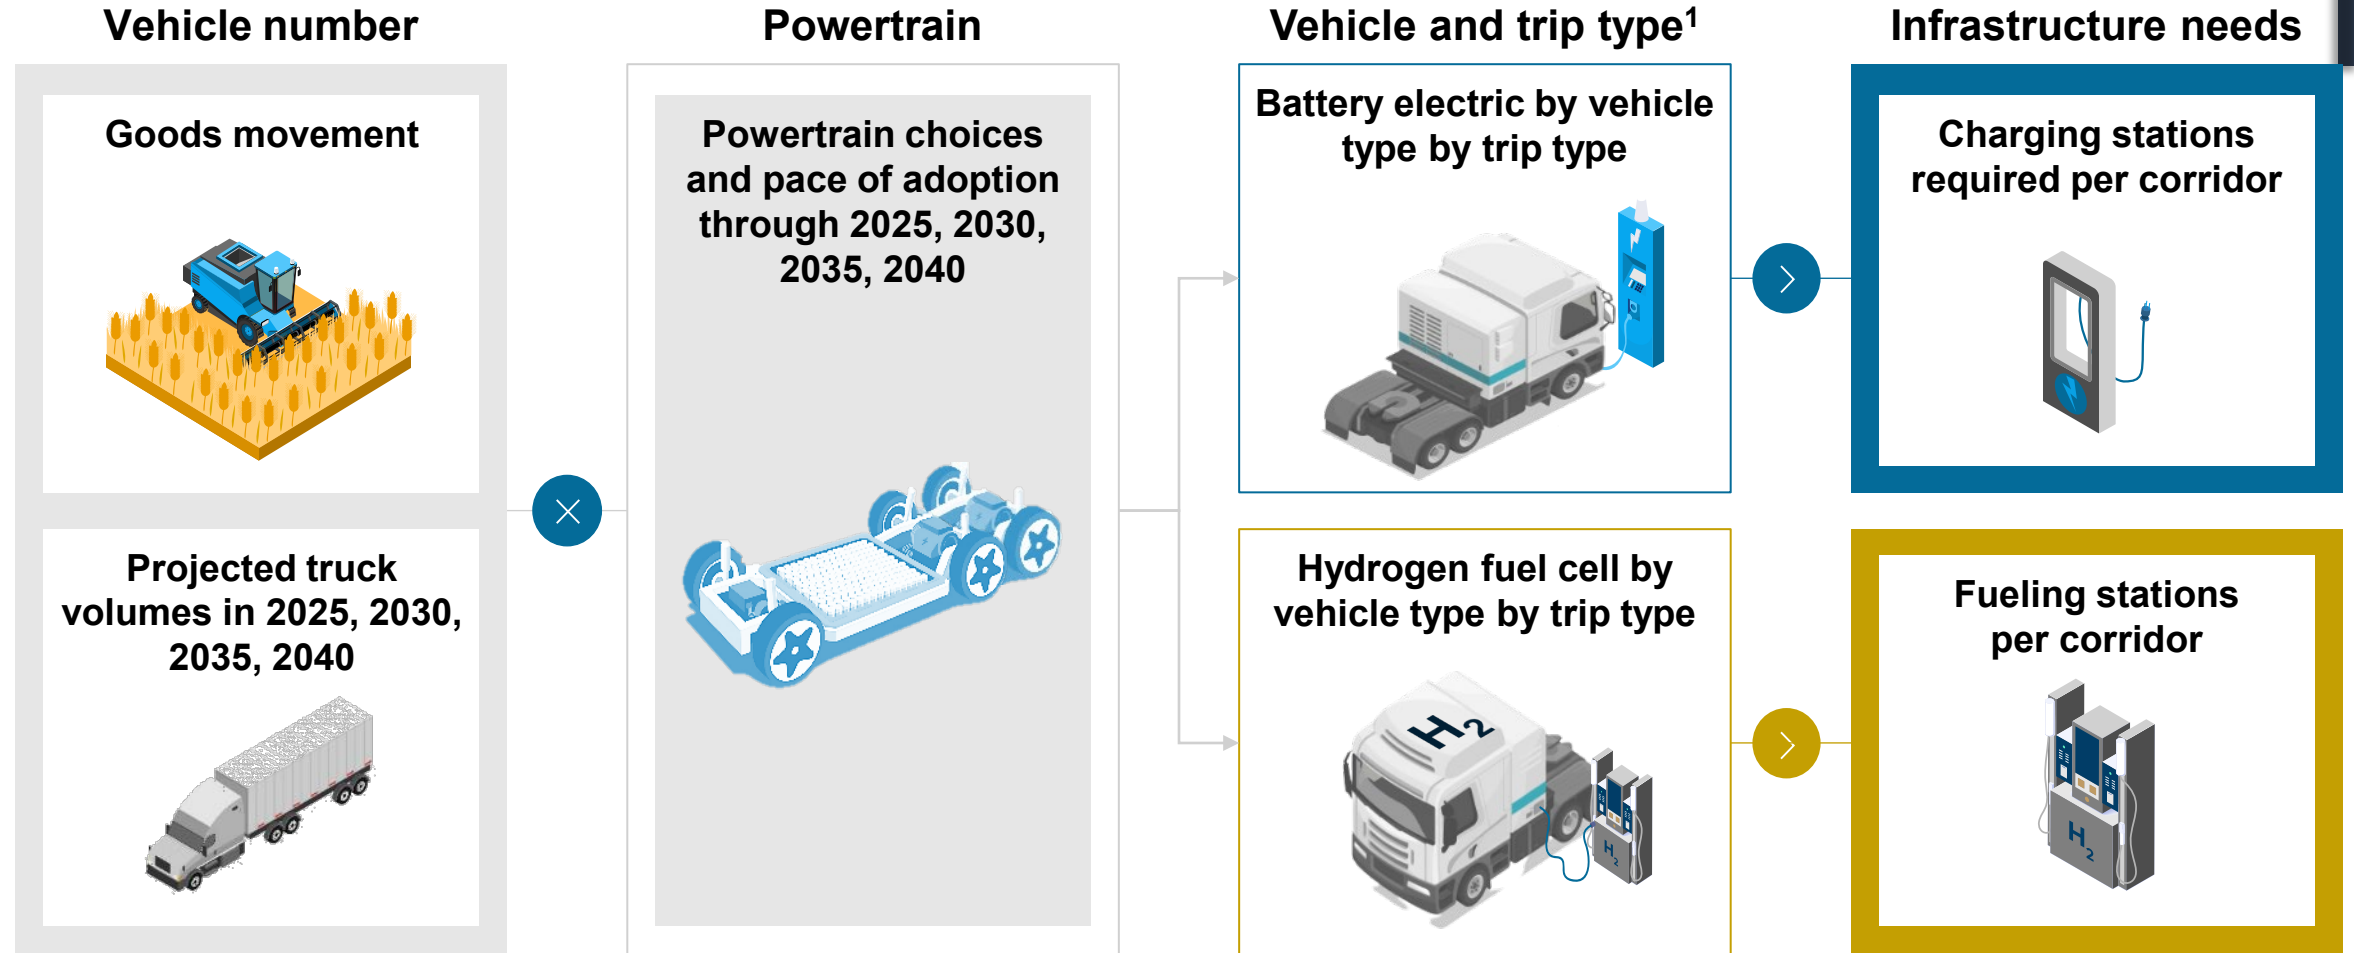 Vehicle number
Powertrain
Vehicle and trip type¹
Infrastructure needs
Goods movement
Projected truck
volumes in 2025, 2030,
2035, 2040
Powertrain choices
and pace of adoption
through 2025, 2030,
2035, 2040
Battery electric by vehicle
type by trip type
Hydrogen fuel cell by
vehicle type by trip type
H2
H2
Charging stations
required per corridor
Fueling stations
per corridor
H2